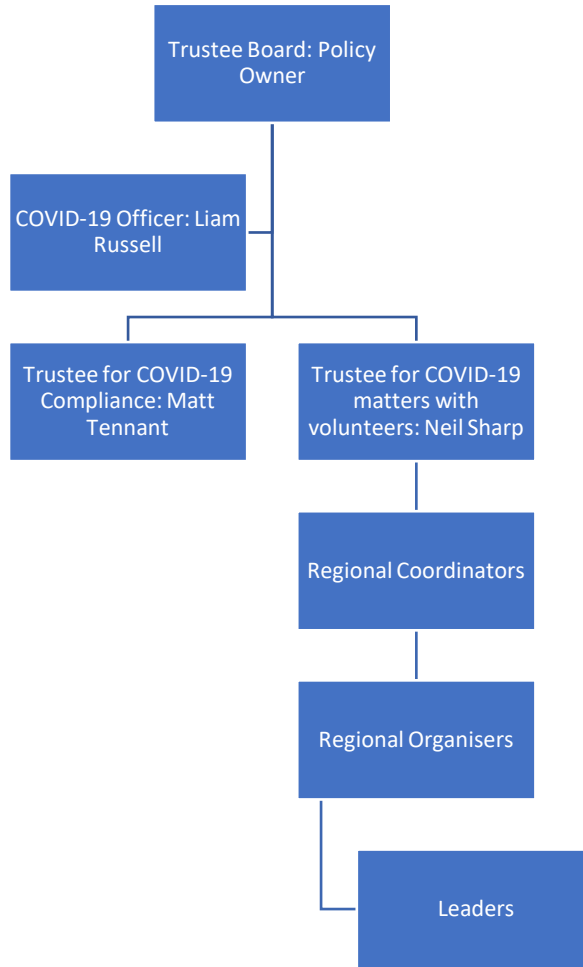 Trustee Board: Policy
Owner
COVID-19 Officer: Liam
Russell
Trustee for COVID-19
Compliance: Matt
Tennant
Trustee for COVID-19
matters with
volunteers: Neil Sharp
Regional Coordinators
Regional Organisers
Leaders